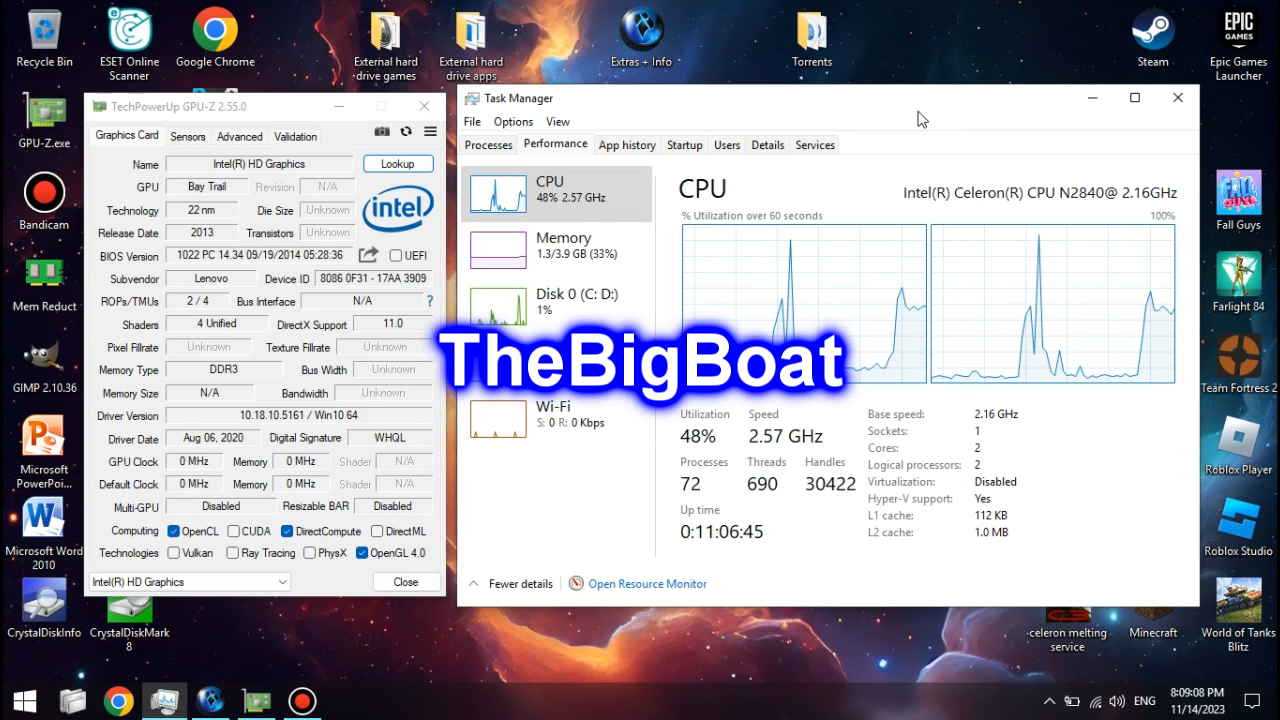 Recycle Bin
ESET Online
Scanner
Google Chrome
External hard
drive games
External hard
drive apps
Extras + Info
Torrents
Steam
EPIC
GAMES
Epic Games
Launcher
GPU-Z.exe
Bandicam
Mem Reduct
GIMP 2.10.36
Microsoft
PowerPoi...
Microsoft Word
2010
CrystalDiskInfo
CrystalDiskMark
8
TechPowerUp GPU-Z 2.55.0
Graphics Card Sensors Advanced Validation
Name Intel(R) HD Graphics Lookup
GPU Bay Trail Revision N/A
intel
Technology 22 nm Die Size Unknown
Release Date 2013 Transistors Unknown
BIOS Version 1022 PC 14.34 09/19/2014 05:28:36 UEFI
Subvendor Lenovo Device ID 8086 0F31 - 17AA 3909
ROPs/TMUs 2 / 4 Bus Interface N/A ?
Shaders 4 Unified DirectX Support 11.0
Pixel Fillrate Unknown Texture Fillrate Unknown
Memory Type DDR3 Bus Width Unknown
Memory Size N/A Bandwidth Unknown
Driver Version 10.18.10.5161 / Win10 64
Driver Date Aug 06, 2020 Digital Signature WHQL
GPU Clock 0 MHz Memory 0 MHz Shader N/A
Default Clock 0 MHz Memory 0 MHz Shader N/A
Multi-GPU Disabled Resizable BAR Disabled
Computing OpenCL CUDA DirectCompute DirectML
Technologies Vulkan Ray Tracing PhysX OpenGL 4.0
Intel(R) HD Graphics Close
Task Manager
File Options View
Processes Performance App history Startup Users Details Services
CPU
48% 2.57 GHz
Memory
1.3/3.9 GB (33%)
Disk 0 (C: D:)
1%
Wi-Fi
S: 0 R: 0 Kbps
CPU Intel(R) Celeron(R) CPU N2840@ 2.16GHz
% Utilization over 60 seconds 100%
TheBigBoat
Utilization Speed
48% 2.57 GHz
Processes Threads Handles
72 690 30422
Up time
0:11:06:45
Base speed: 2.16 GHz
Sockets: 1
Cores: 2
Logical processors: 2
Virtualization: Disabled
Hyper-V support: Yes
L1 cache: 112 KB
L2 cache: 1.0 MB
Fewer details Open Resource Monitor
Fall Guys
Farlight 84
Team Fortress 2
Roblox Player
Roblox Studio
celeron melting
service
Minecraft
World of Tanks
Blitz
ENG
8:09:08 PM
11/14/2023